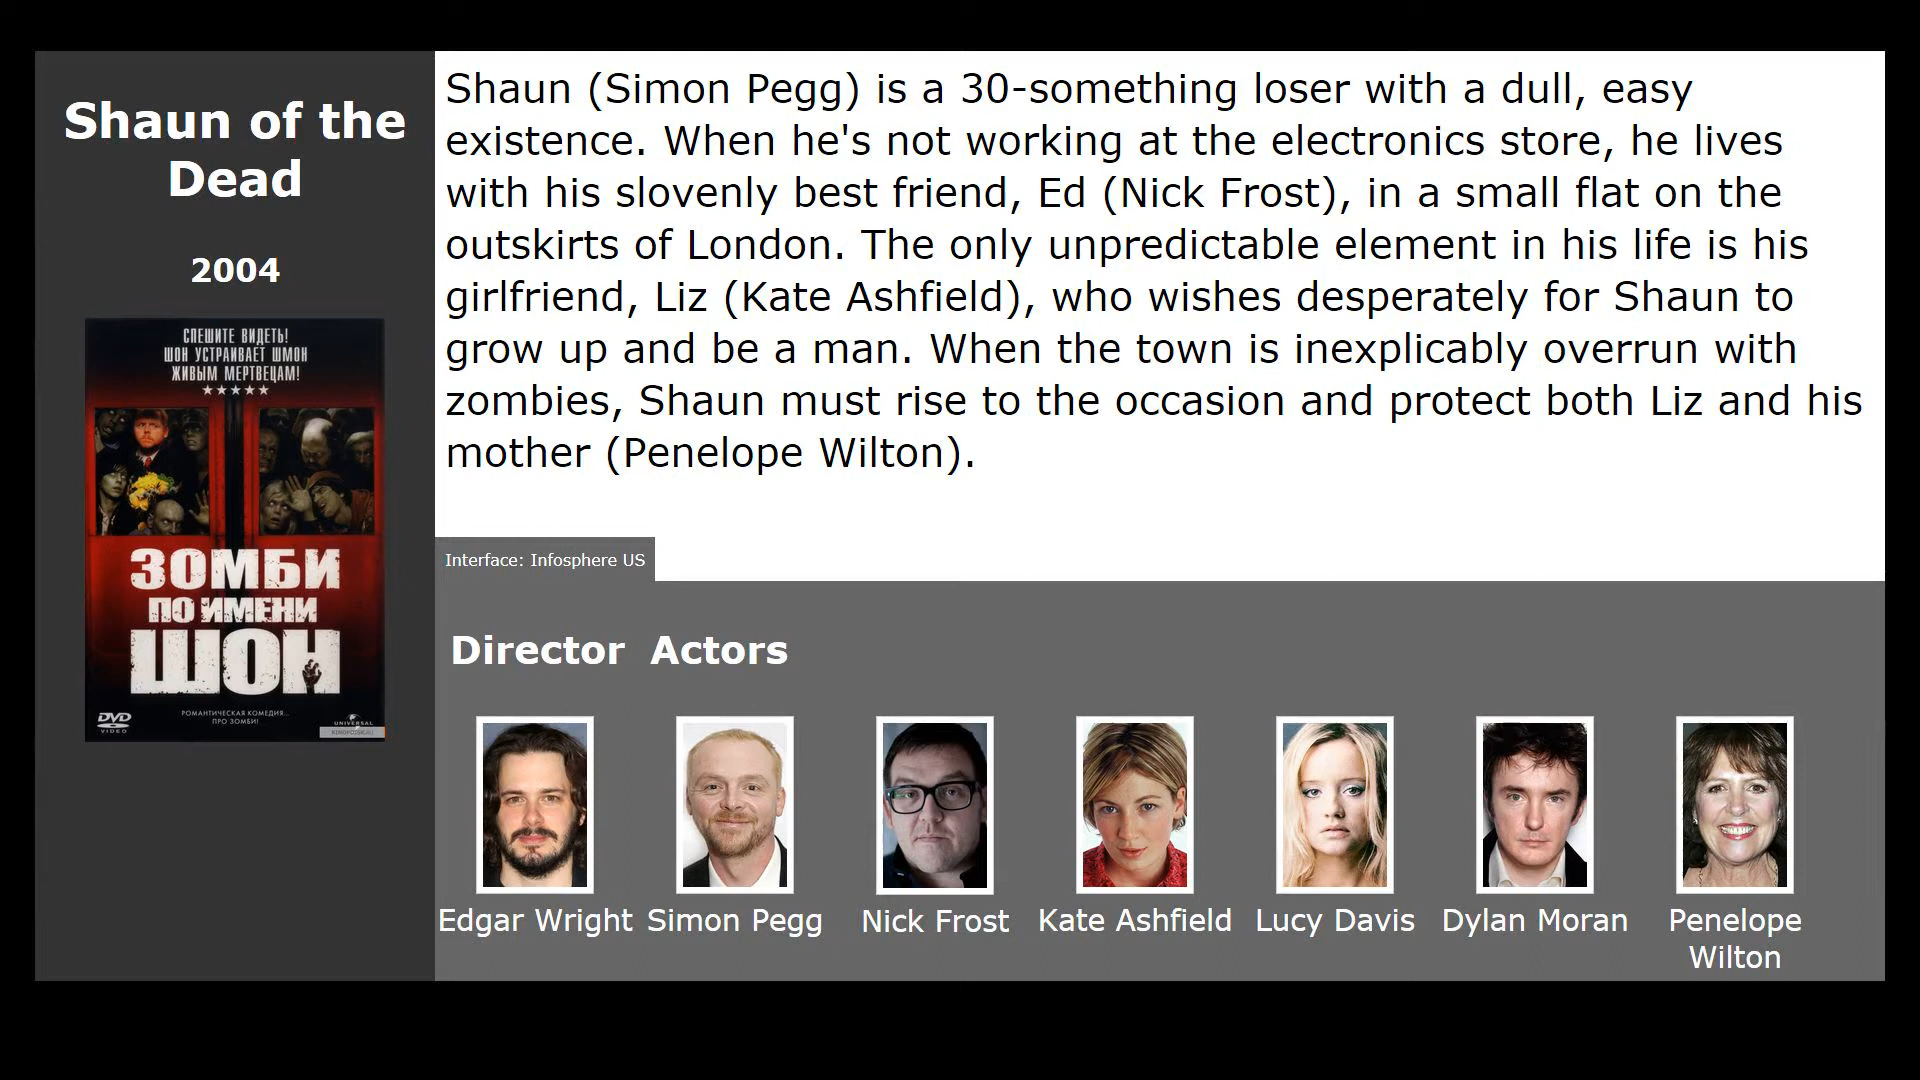 Shaun of the
Dead
2004
СПЕШИТЕ ВИДЕТЬ!
ШОН УСТРАИВАЕТ ШМОН
ЖИВЫМ МЕРТВЕЦАМ!
★★★★★
ЗОМБИ
ПО ИМЕНИ
ШОН
РОМАНТИЧЕСКАЯ КОМЕДИЯ...
ПРО ЗОМБИ!
DVD
VIDEO
UNIVERSAL
KINOPOISK.RU
Shaun (Simon Pegg) is a 30-something loser with a dull, easy
existence. When he's not working at the electronics store, he lives
with his slovenly best friend, Ed (Nick Frost), in a small flat on the
outskirts of London. The only unpredictable element in his life is his
girlfriend, Liz (Kate Ashfield), who wishes desperately for Shaun to
grow up and be a man. When the town is inexplicably overrun with
zombies, Shaun must rise to the occasion and protect both Liz and his
mother (Penelope Wilton).
Interface: Infosphere US
Director Actors
Edgar Wright Simon Pegg Nick Frost Kate Ashfield Lucy Davis Dylan Moran Penelope
Wilton